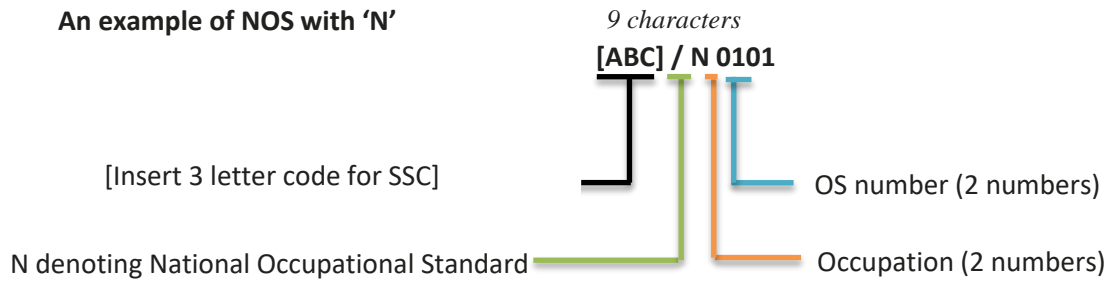 An example of NOS with ‘N’
9 characters
[ABC] / N 0101
[Insert 3 letter code for SSC]
OS number (2 numbers)
N denoting National Occupational Standard
Occupation (2 numbers)